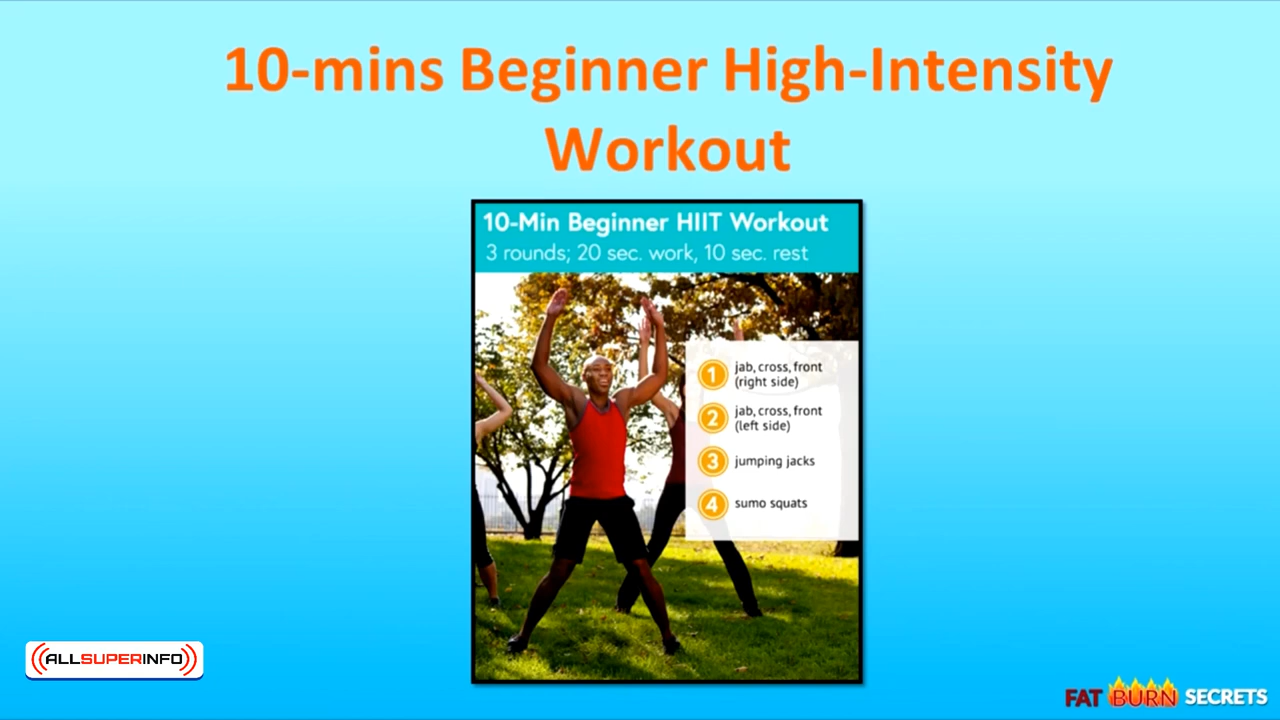 10-mins Beginner High-Intensity
Workout
10-Min Beginner HIIT Workout
3 rounds; 20 sec. work, 10 sec. rest
1 jab, cross, front
(right side)
2 jab, cross, front
(left side)
3 jumping jacks
4 sumo squats
ALLSUPERINFO
FAT BURN SECRETS